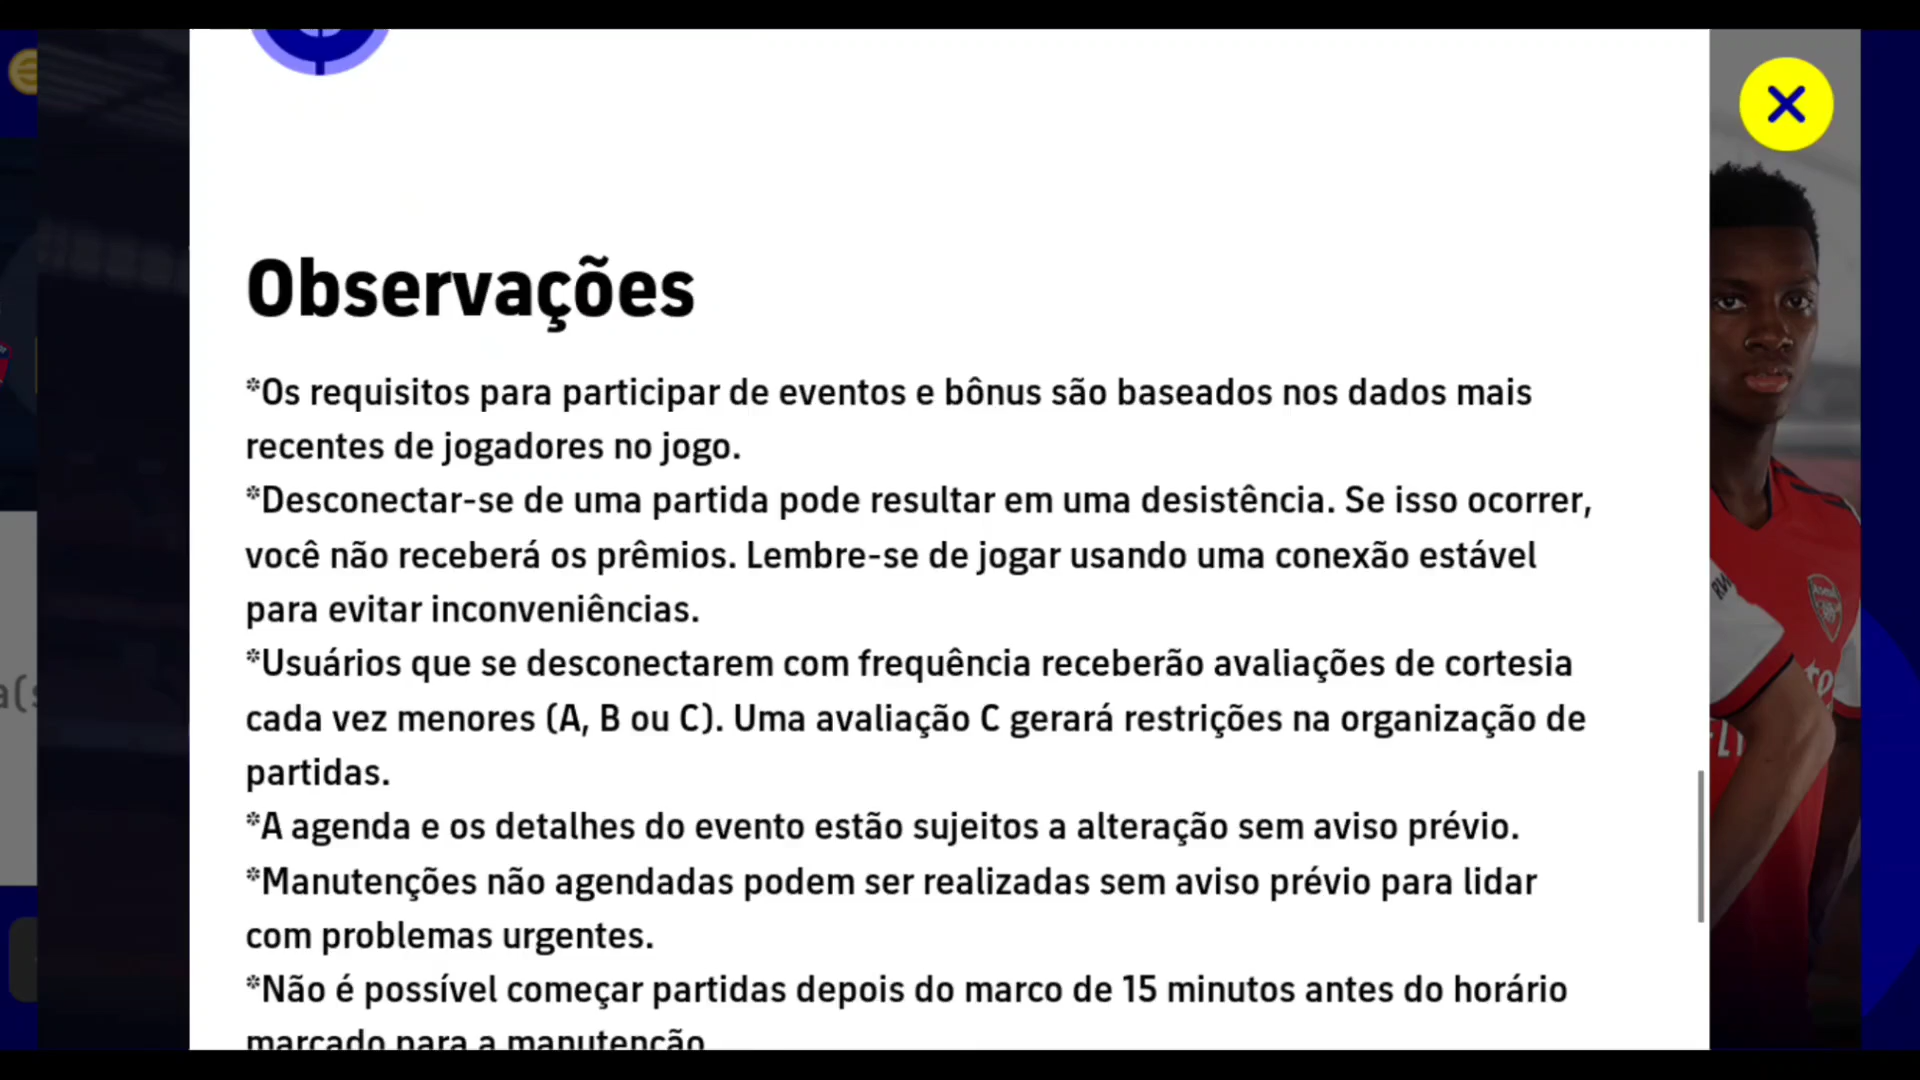 Observações
*Os requisitos para participar de eventos e bônus são baseados nos dados mais
recentes de jogadores no jogo.
*Desconectar-se de uma partida pode resultar em uma desistência. Se isso ocorrer,
você não receberá os prêmios. Lembre-se de jogar usando uma conexão estável
para evitar inconveniências.
*Usuários que se desconectarem com frequência receberão avaliações de cortesia
cada vez menores (A, B ou C). Uma avaliação C gerará restrições na organização de
partidas.
*A agenda e os detalhes do evento estão sujeitos a alteração sem aviso prévio.
*Manutenções não agendadas podem ser realizadas sem aviso prévio para lidar
com problemas urgentes.
*Não é possível começar partidas depois do marco de 15 minutos antes do horário
marcado para a manutenção
Arsenal